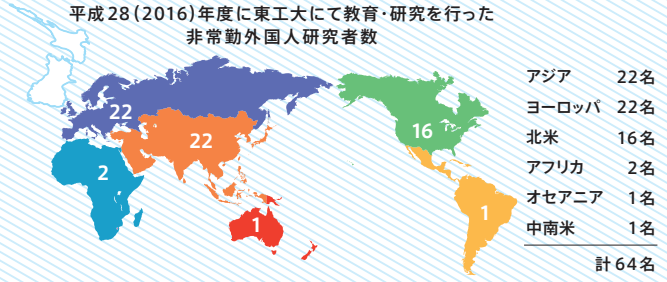 平成28(2016)年度に東工大にて教育・研究を行った
非常勤外国人研究者数
22
22
16
2
1
1
アジア 22名
ヨーロッパ 22名
北米 16名
アフリカ 2名
オセアニア 1名
中南米 1名
計64名